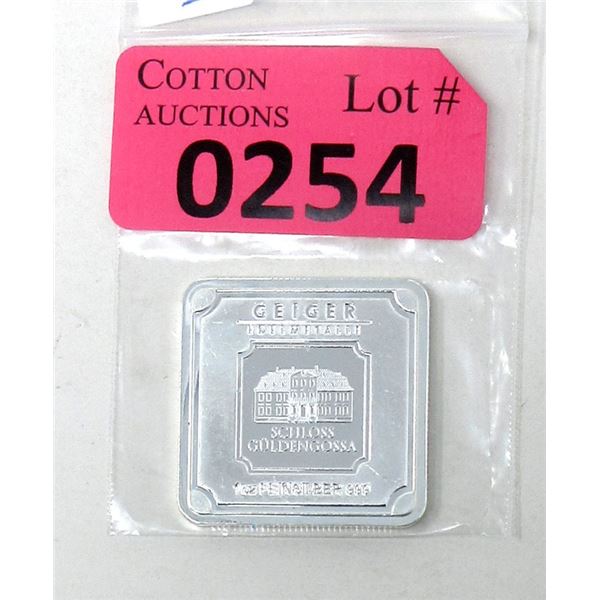 COTTON
AUCTIONS
Lot #
0254
GEIGER
EDELMETALLE
SCHLOSS
GÜLDENGOSSA
1 OZ FEINSILBER 999